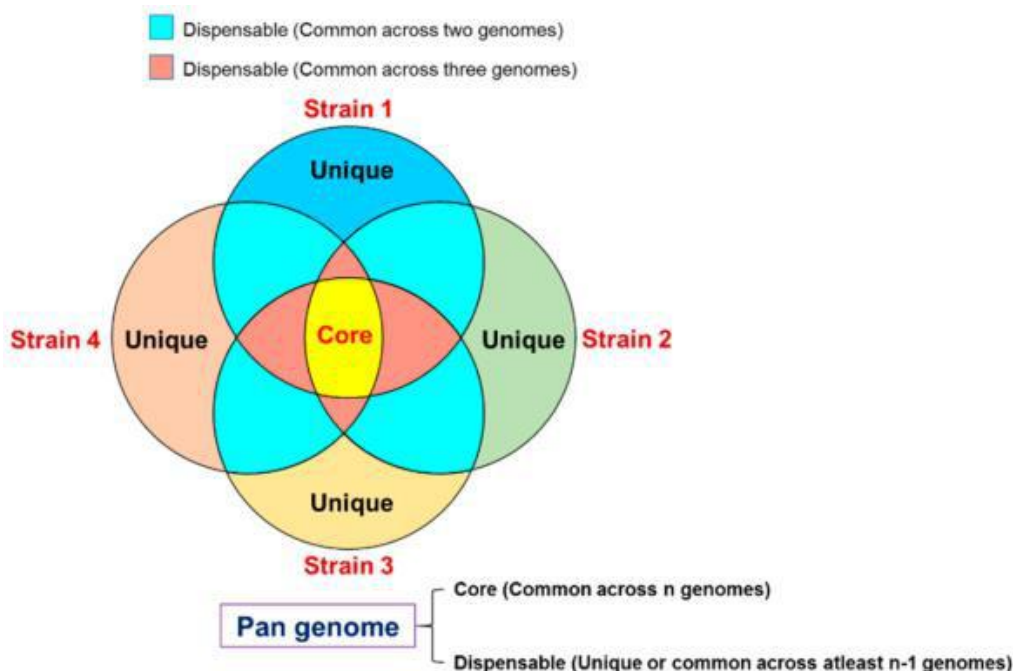 Dispensable (Common across two genomes)
Dispensable (Common across three genomes)
Strain 1
Unique
Strain 4
Unique
Core
Unique
Strain 2
Unique
Strain 3
Core (Common across n genomes)
Pan genome
Dispensable (Unique or common across atleast n-1 genomes)